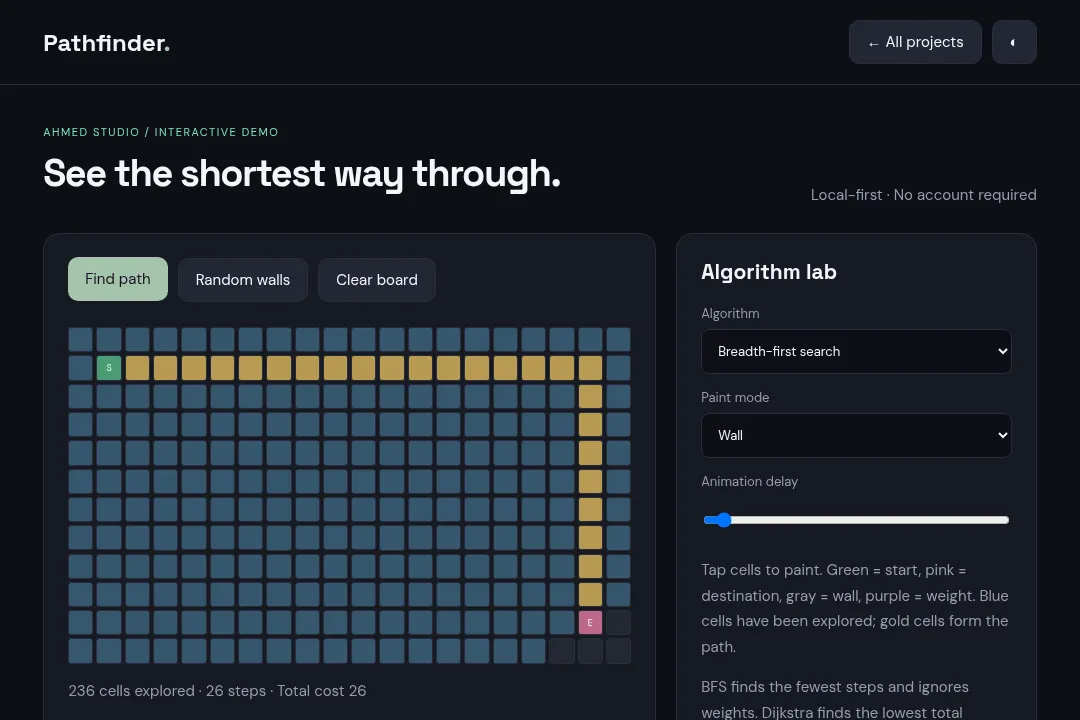 Pathfinder.
← All projects
AHMED STUDIO / INTERACTIVE DEMO
See the shortest way through.
Local-first · No account required
Find path
Random walls
Clear board
S
E
236 cells explored · 26 steps · Total cost 26
Algorithm lab
Algorithm
Breadth-first search
Paint mode
Wall
Animation delay
Tap cells to paint. Green = start, pink =
destination, gray = wall, purple = weight. Blue
cells have been explored; gold cells form the
path.
BFS finds the fewest steps and ignores
weights. Dijkstra finds the lowest total